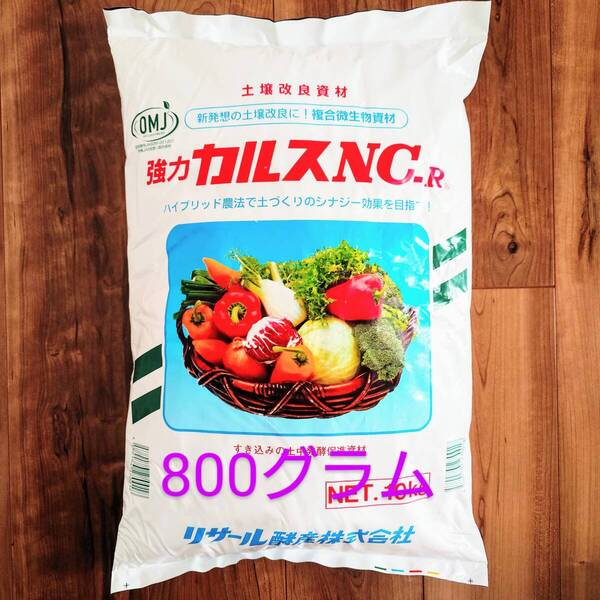 土壌改良資材
OMJ
新発想の土壌改良に!複合微生物資材
強力カルスNC-R
ハイブリッド農法で土づくりのシナジー効果を目指す!
すき込みの土中発酵促進資材
800グラム
NET.10kg
リサール酵産株式会社